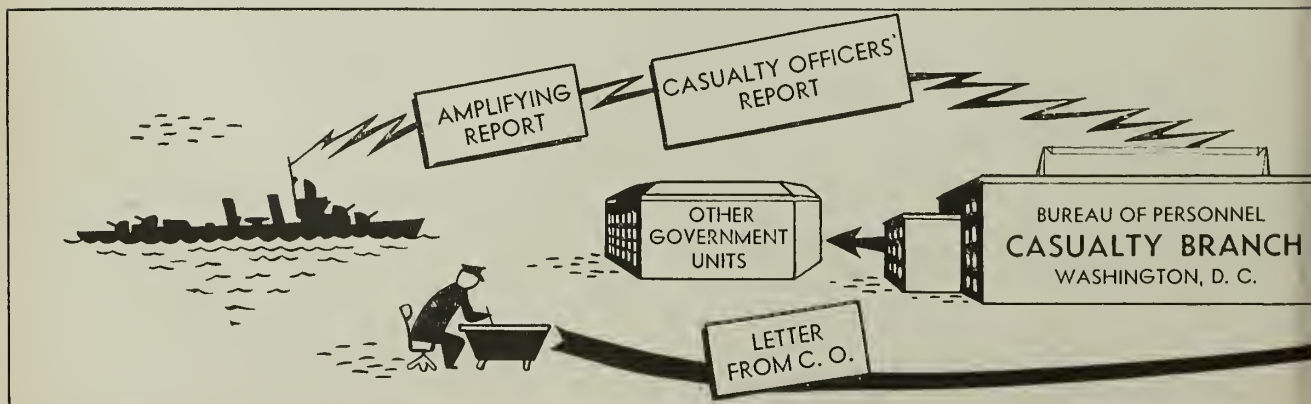 AMPLIFYING
REPORT
CASUALTY OFFICERS'
REPORT
OTHER
GOVERNMENT
UNITS
BUREAU OF PERSONNEL
CASUALTY BRANCH
WASHINGTON, D. C.
LETTER
FROM C. O.